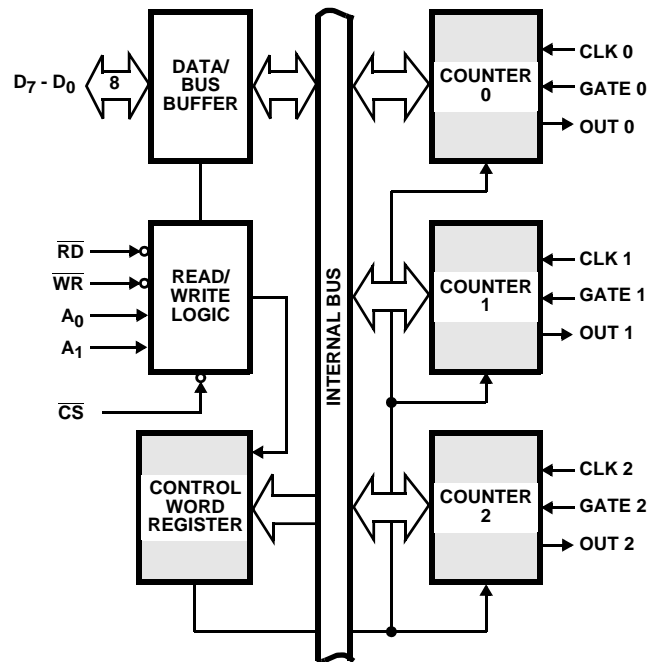 D7 - D0
8
DATA/
BUS
BUFFER
COUNTER
0
CLK 0
GATE 0
OUT 0
RD
WR
A0
A1
CS
READ/
WRITE
LOGIC
INTERNAL BUS
COUNTER
1
CLK 1
GATE 1
OUT 1
CONTROL
WORD
REGISTER
COUNTER
2
CLK 2
GATE 2
OUT 2